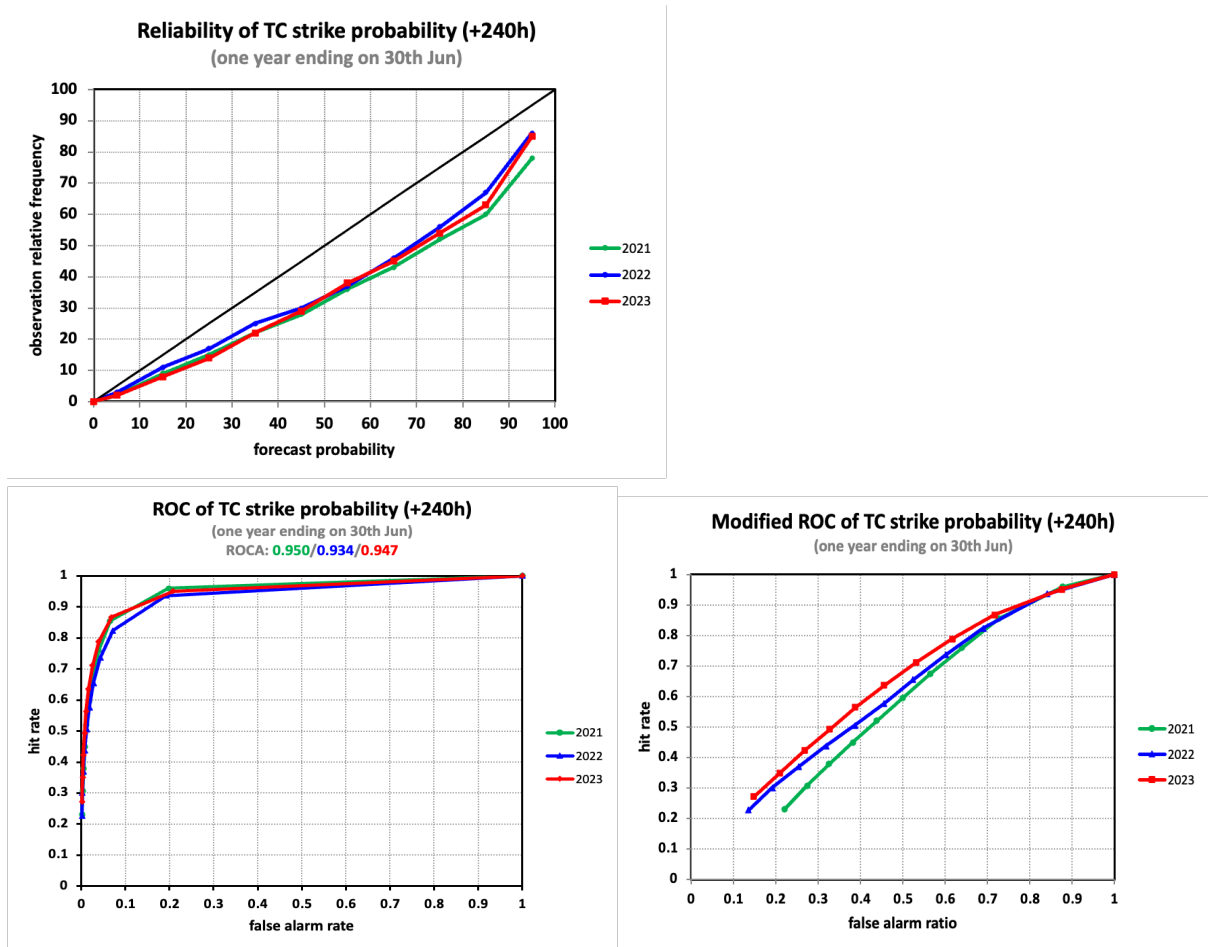 Reliability of TC strike probability (+240h)
(one year ending on 30th Jun)
100
90
80
70
60
50
40
30
20
10
0
observation relative frequency
0 10 20 30 40 50 60 70 80 90 100
forecast probability
2021
2022
2023
ROC of TC strike probability (+240h)
(one year ending on 30th Jun)
ROCA: 0.950/0.934/0.947
1
0.9
0.8
0.7
0.6
0.5
0.4
0.3
0.2
0.1
0
hit rate
0 0.1 0.2 0.3 0.4 0.5 0.6 0.7 0.8 0.9 1
false alarm rate
2021
2022
2023
Modified ROC of TC strike probability (+240h)
(one year ending on 30th Jun)
1
0.9
0.8
0.7
0.6
0.5
0.4
0.3
0.2
0.1
0
hit rate
0 0.1 0.2 0.3 0.4 0.5 0.6 0.7 0.8 0.9 1
false alarm ratio
2021
2022
2023